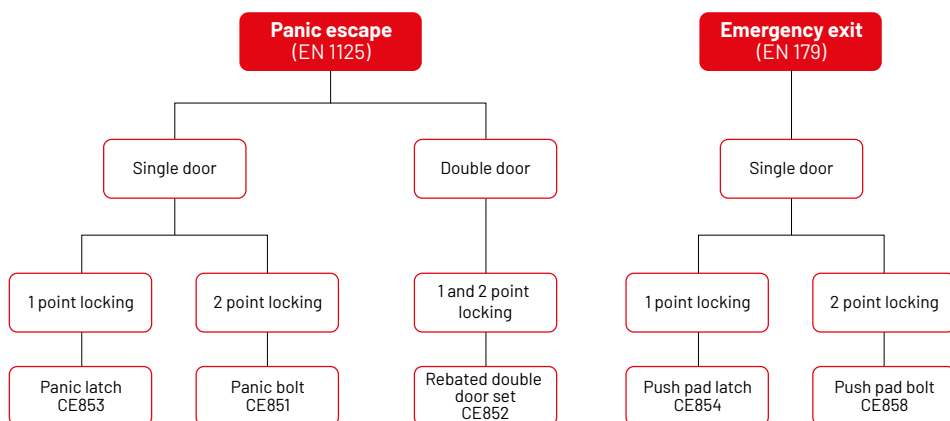 Panic escape
(EN 1125)
Emergency exit
(EN 179)
Single door
Double door
Single door
1 point locking
2 point locking
1 and 2 point
locking
1 point locking
2 point locking
Panic latch
CE853
Panic bolt
CE851
Rebated double
door set
CE852
Push pad latch
CE854
Push pad bolt
CE858